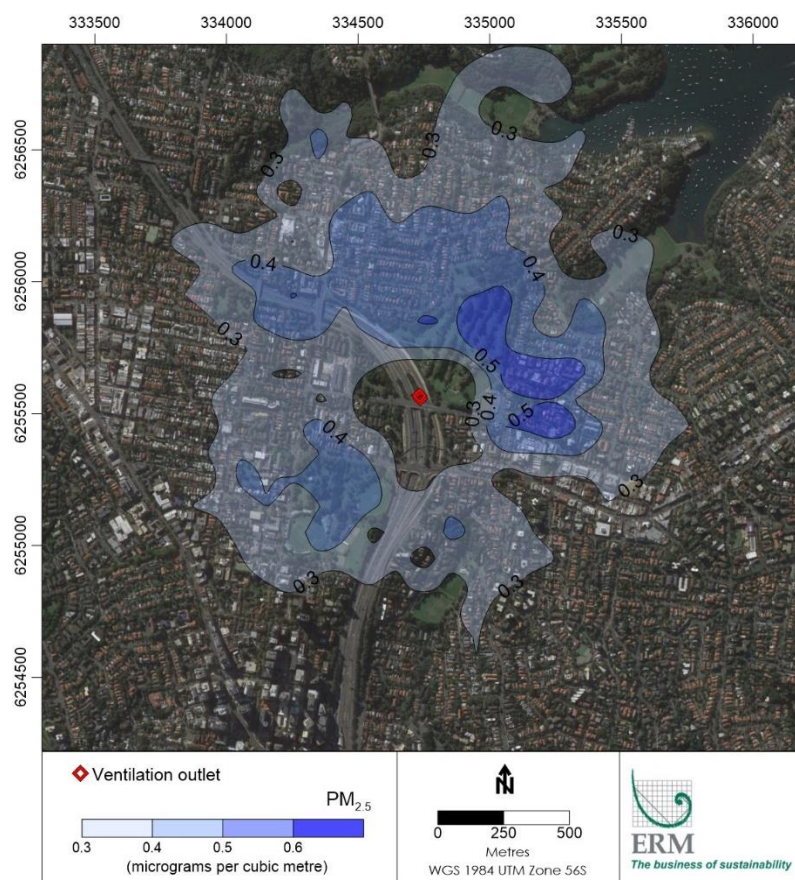 333500 334000 334500 335000 335500 336000
6256500
6256000
6255500
6255000
6254500
0.3
0.3
0.3
0.3
0.4
0.4
0.3
0.5
0.3
0.4
0.5
0.4
0.3
0.3
0.3
Ventilation outlet
PM2.5
0.3 0.4 0.5 0.6
(micrograms per cubic metre)
N
0 250 500
Metres
WGS 1984 UTM Zone 56S
ERM
The business of sustainability